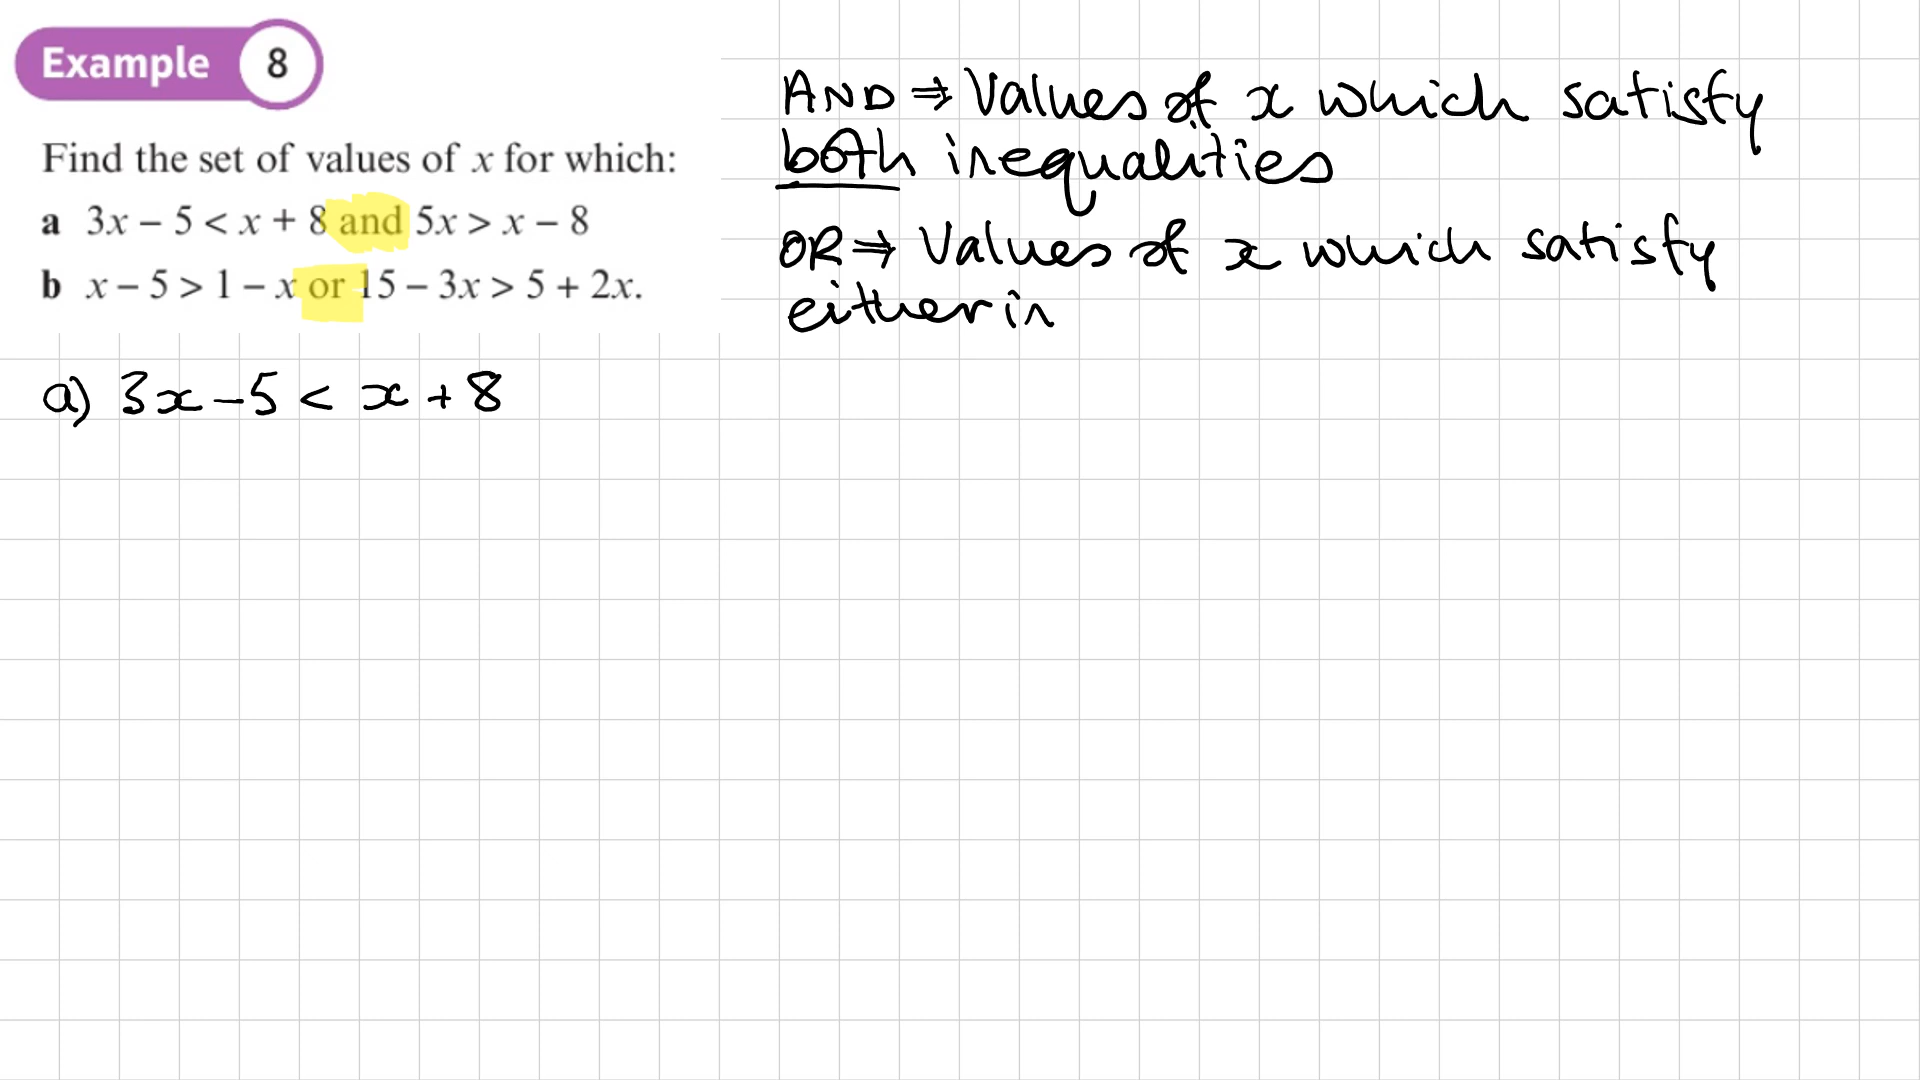 Example 8
Find the set of values of x for which:
a 3x – 5 < x + 8 and 5x > x – 8
b x – 5 > 1 – x or 15 – 3x > 5 + 2x.
AND ⇒ Values of x which satisfy
both inequalities
OR ⇒ Values of x which satisfy
either in
a) 3x – 5 < x + 8